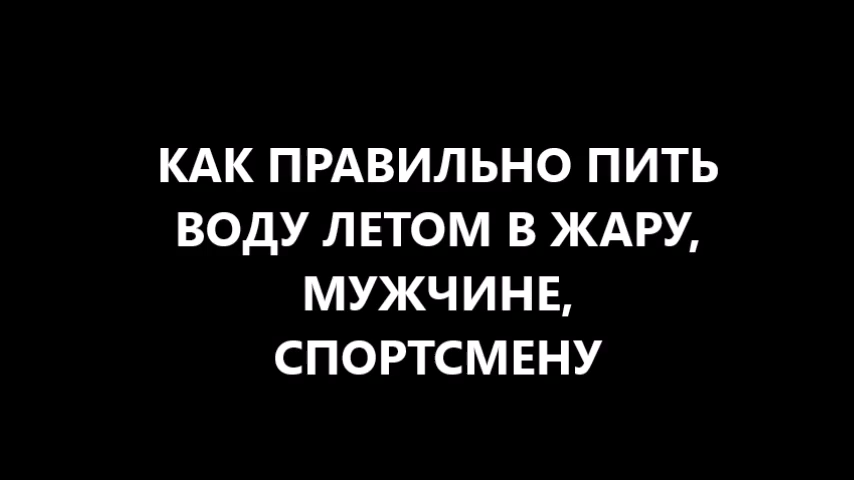 КАК ПРАВИЛЬНО ПИТЬ
ВОДУ ЛЕТОМ В ЖАРУ,
МУЖЧИНЕ,
СПОРТСМЕНУ